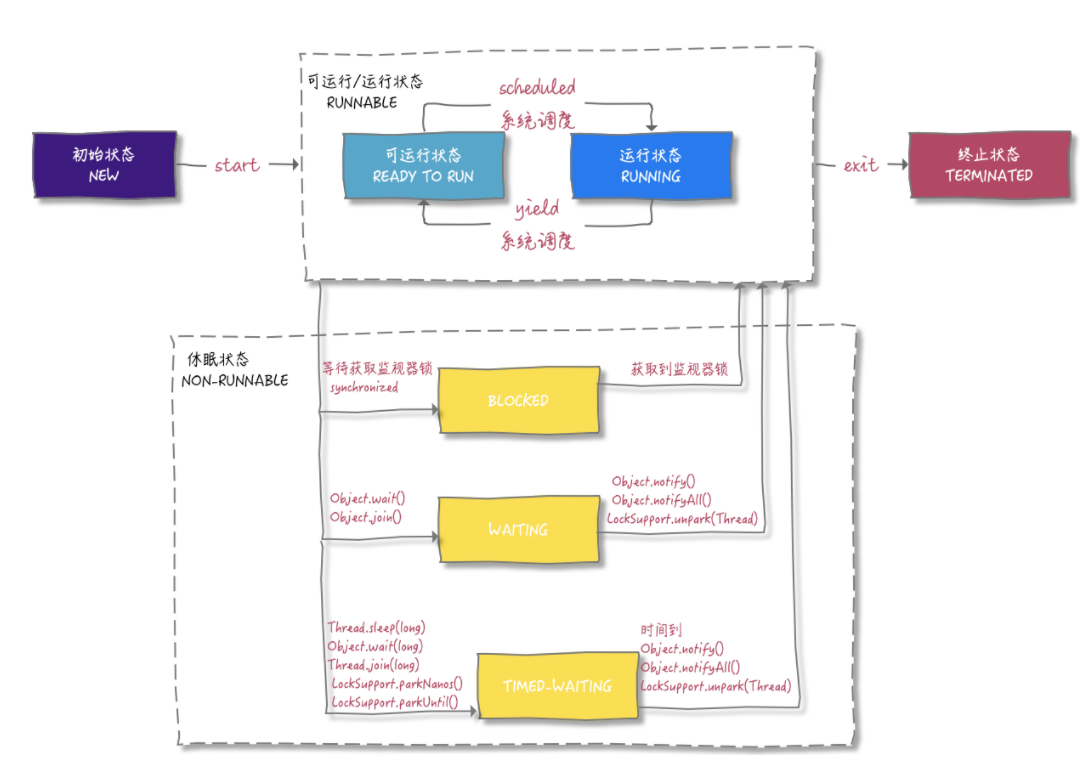 可运行/运行状态
RUNNABLE
scheduled
系统调度
初始状态
NEW
start
可运行状态
READY TO RUN
运行状态
RUNNING
exit
终止状态
TERMINATED
yield
系统调度
休眠状态
NON-RUNNABLE
等待获取监视器锁
synchronized
BLOCKED
获取到监视器锁
Object.wait()
Object.join()
WAITING
Object.notify()
Object.notifyAll()
LockSupport.unpark(Thread)
Thread.sleep(long)
Object.wait(long)
Thread.join(long)
LockSupport.parkNanos()
LockSupport.parkUntil()
TIMED-WAITING
时间到
Object.notify()
Object.notifyAll()
LockSupport.unpark(Thread)